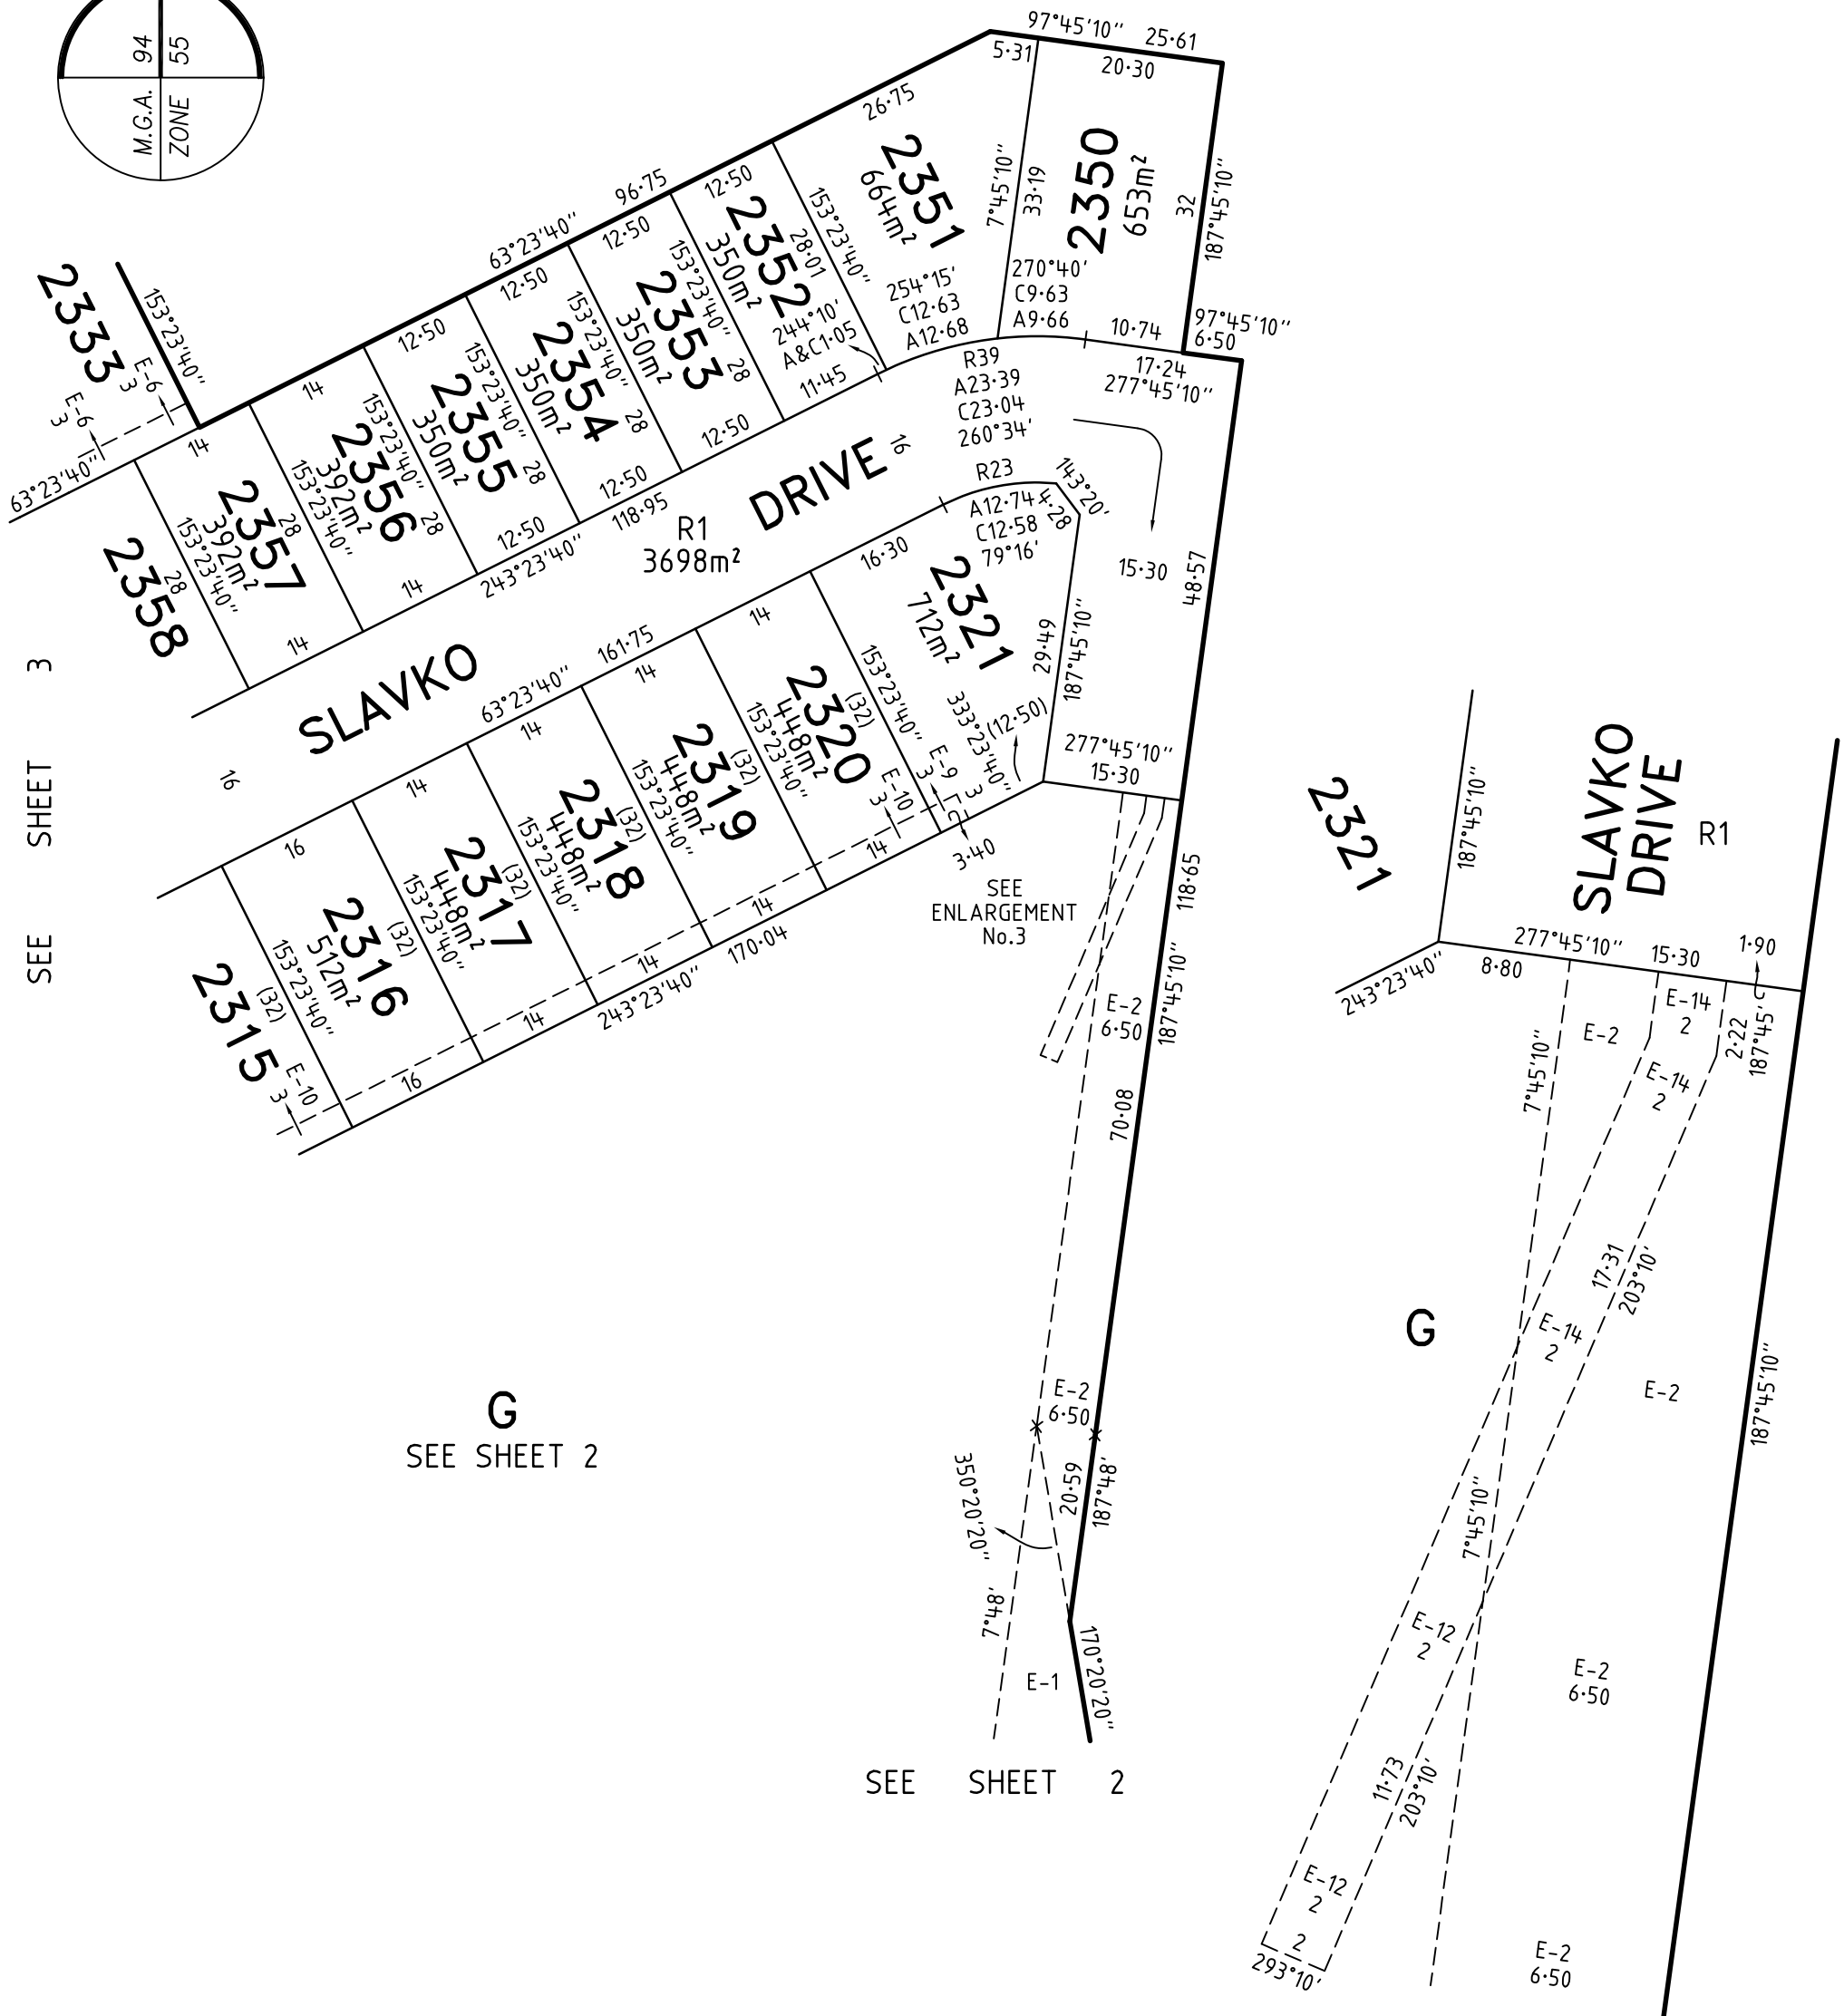 M.G.A. 94
ZONE 55
97°45'10" 25·61
5·31
20·30
26·75
2351
664m²
7°45'10"
33·19
2350
653m²
32
187°45'10"
270°40'
C9·63
A9·66
10·74
97°45'10"
6·50
254°15'
C12·63
A12·68
96·75
63°23'40"
12·50
153°23'40"
28·01
2352
350m²
244°10'
A&C1·05
11·45
12·50
153°23'40"
28
2353
350m²
12·50
12·50
153°23'40"
28
2354
350m²
12·50
12·50
153°23'40"
28
2355
350m²
12·50
14
153°23'40"
28
2356
392m²
14
14
153°23'40"
28
2357
392m²
14
153°23'40"
28
2358
2333
153°23'40"
E-6
3
E-6
3
63°23'40"
R39
A23·39
C23·04
260°34'
17·24
277°45'10"
118·95
243°23'40"
SLAVKO DRIVE
16
16
R1
3698m²
R23
A12·74
C12·58
79°16'
4·28
143°20'
15·30
48·57
16·30
2321
712m²
29·49
187°45'10"
333°23'40"
(12·50)
277°45'10"
15·30
161·75
63°23'40"
14
153°23'40"
(32)
2320
448m²
E-9
3
3
E-10
3
14
3·40
14
153°23'40"
(32)
2319
448m²
14
14
153°23'40"
(32)
2318
448m²
14
14
153°23'40"
(32)
2317
448m²
14
16
153°23'40"
(32)
2316
512m²
16
153°23'40"
(32)
2315
E-10
3
170·04
243°23'40"
SEE
ENLARGEMENT
No.3
118·65
187°45'10"
E-2
6·50
70·08
E-2
6·50
20·59
187°48'
350°20'20"
7°48'
E-1
170°20'20"
SEE SHEET 3
G
SEE SHEET 2
SEE SHEET 2
2321
187°45'10"
SLAVKO
DRIVE
R1
243°23'40"
277°45'10" 15·30
8·80
1·90
E-14
2
2·22
187°45'
E-2
7°45'10"
E-14
2
17·31
203°10'
E-14
2
G
E-2
187°45'10"
7°45'10"
E-12
2
E-2
6·50
11·73
203°10'
E-12
2
2
293°10'
E-2
6·50